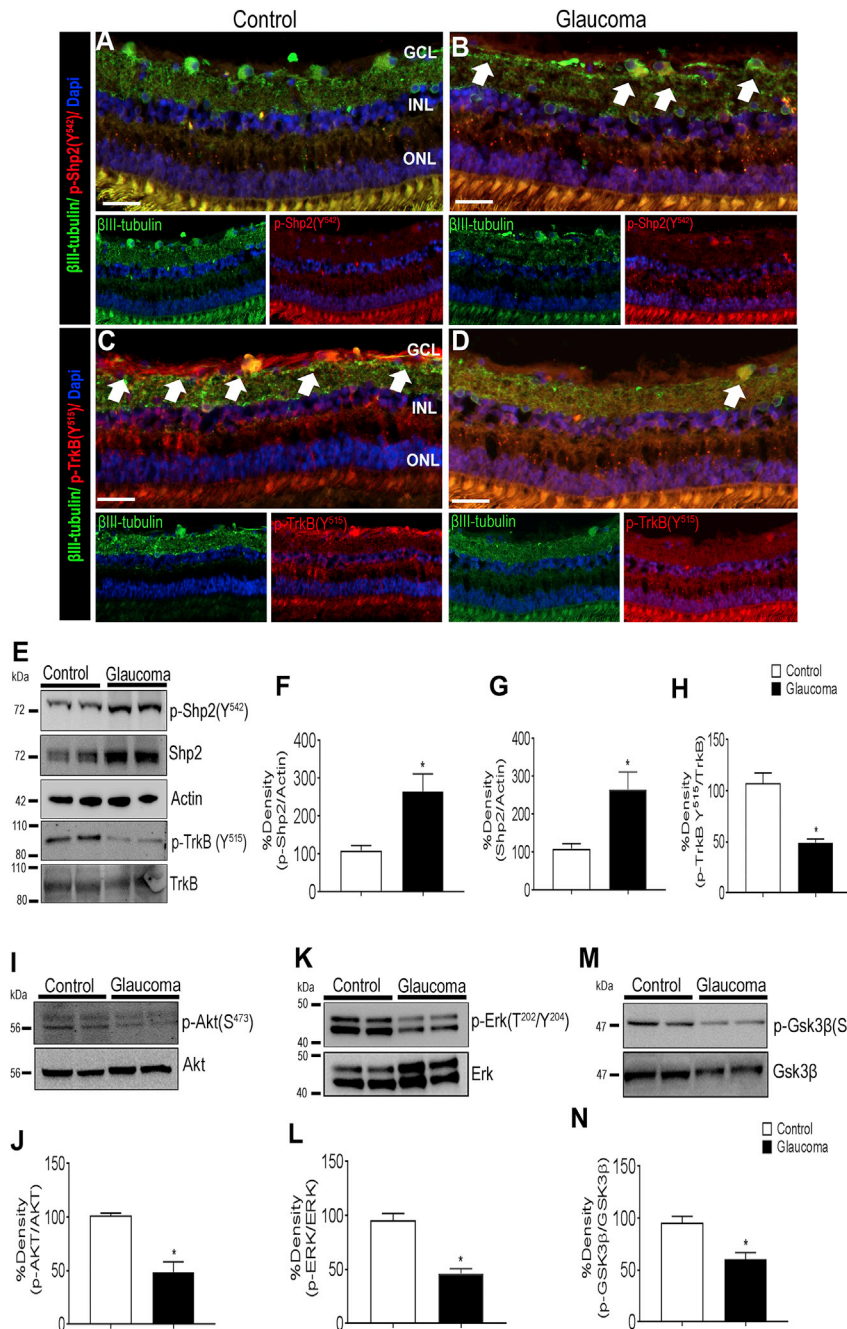 Control
Glaucoma
βIII-tubulin/ p-Shp2(Y⁵⁴²)/ Dapi
A
GCL
INL
ONL
B
βIII-tubulin
p-Shp2(Y⁵⁴²)
βIII-tubulin
p-Shp2(Y⁵⁴²)
βIII-tubulin/ p-TrkB(Y⁵¹⁵)/ Dapi
C
GCL
INL
ONL
D
βIII-tubulin
p-TrkB(Y⁵¹⁵)
βIII-tubulin
p-TrkB(Y⁵¹⁵)
E
kDa
Control
Glaucoma
72
p-Shp2(Y⁵⁴²)
72
Shp2
42
Actin
110
80
p-TrkB (Y⁵¹⁵)
110
80
TrkB
F
%Density
(p-Shp2/Actin)
400
300
200
100
0
*
G
%Density
(Shp2/Actin)
400
300
200
100
0
*
H
Control
Glaucoma
%Density
(p-TrkB Y⁵¹⁵/TrkB)
150
100
50
0
*
I
kDa
Control
Glaucoma
56
p-Akt(S⁴⁷³)
56
Akt
K
kDa
Control
Glaucoma
50
40
p-Erk(T²⁰²/Y²⁰⁴)
50
40
Erk
M
kDa
Control
Glaucoma
47
p-Gsk3β(S
47
Gsk3β
J
%Density
(p-AKT/AKT)
150
100
50
0
*
L
%Density
(p-ERK/ERK)
150
100
50
0
*
N
Control
Glaucoma
%Density
(p-GSK3β/GSK3β)
150
100
50
0
*